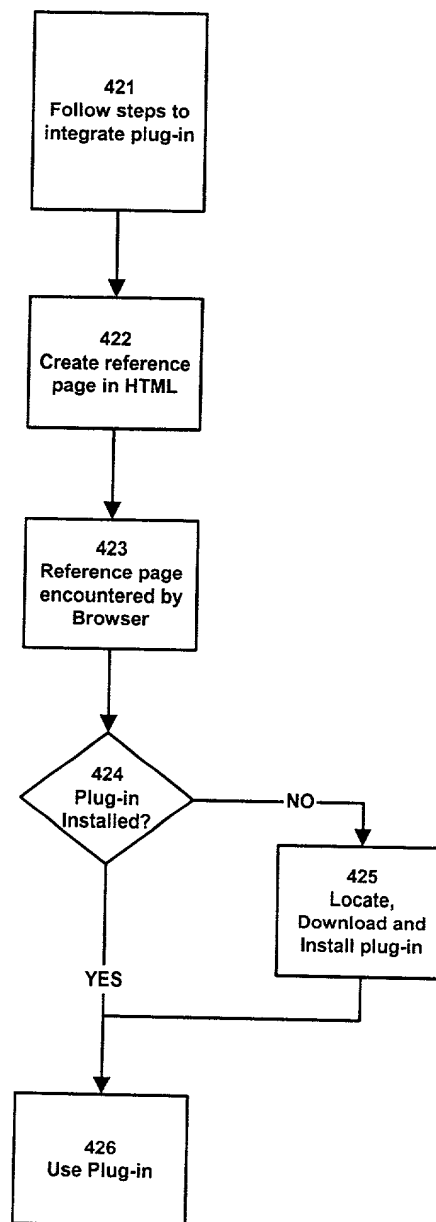 421
Follow steps to
integrate plug-in
422
Create reference
page in HTML
423
Reference page
encountered by
Browser
424
Plug-in
Installed?
NO
425
Locate,
Download and
Install plug-in
YES
426
Use Plug-in